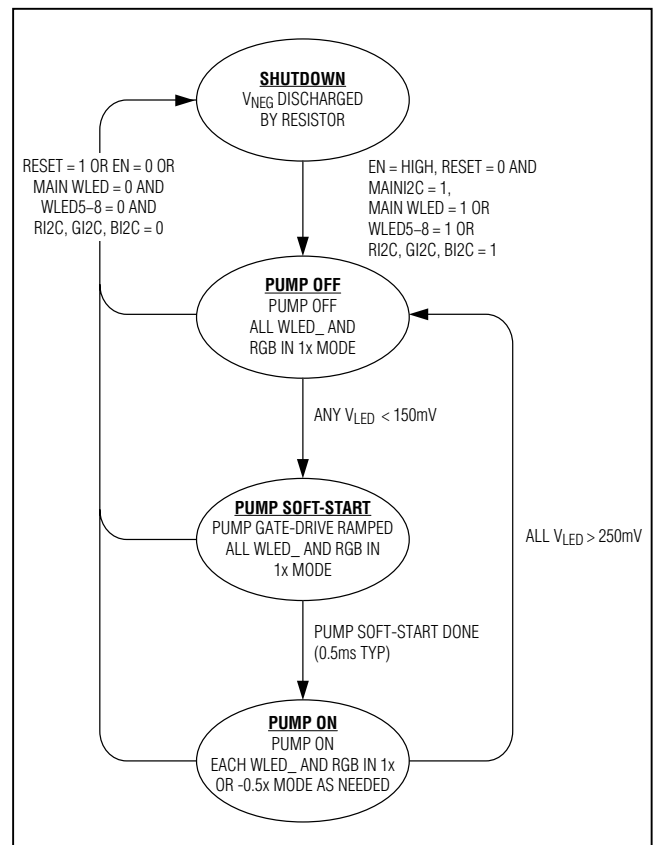 SHUTDOWN
VNEG DISCHARGED
BY RESISTOR
RESET = 1 OR EN = 0 OR
MAIN WLED = 0 AND
WLED5–8 = 0 AND
RI2C, GI2C, BI2C = 0
EN = HIGH, RESET = 0 AND
MAINI2C = 1,
MAIN WLED = 1 OR
WLED5–8 = 1 OR
RI2C, GI2C, BI2C = 1
PUMP OFF
PUMP OFF
ALL WLED_ AND
RGB IN 1x MODE
ANY VLED < 150mV
PUMP SOFT-START
PUMP GATE-DRIVE RAMPED
ALL WLED_ AND RGB IN
1x MODE
ALL VLED > 250mV
PUMP SOFT-START DONE
(0.5ms TYP)
PUMP ON
PUMP ON
EACH WLED_ AND RGB IN 1x
OR -0.5x MODE AS NEEDED